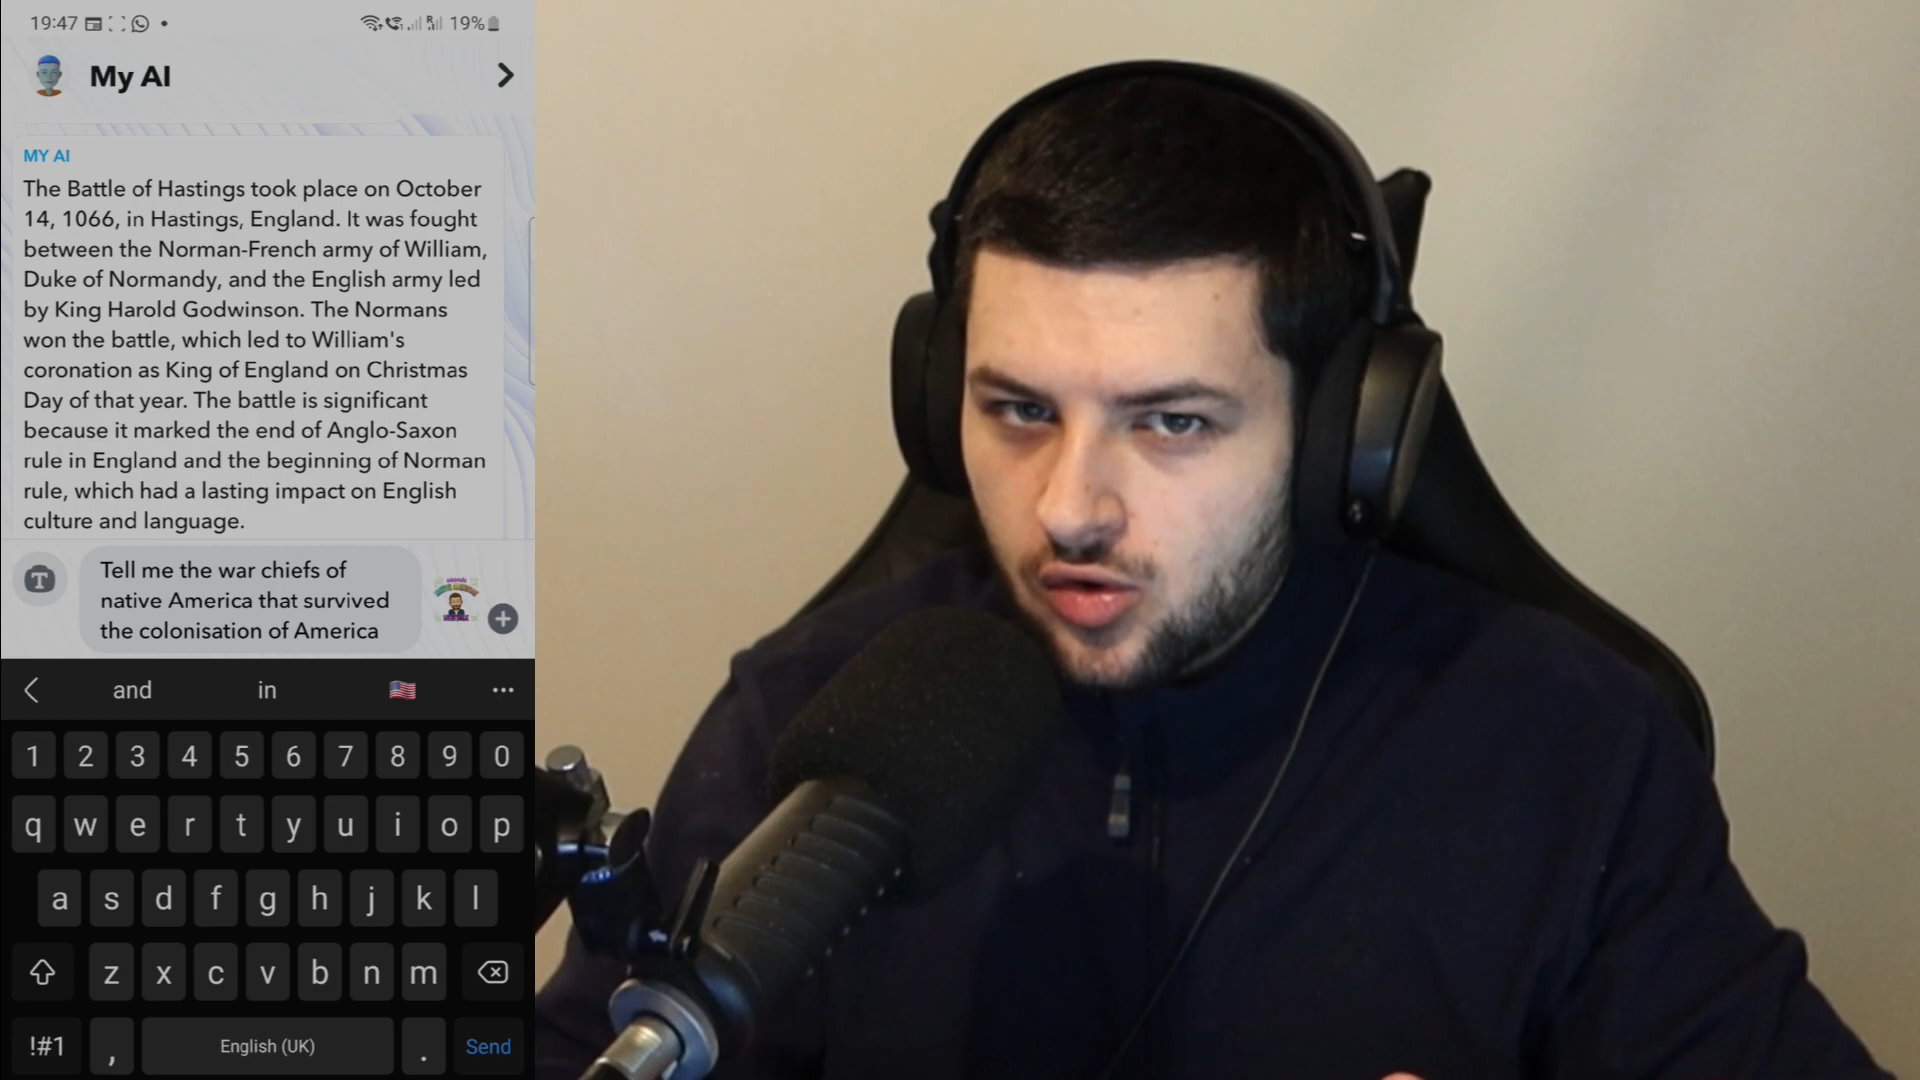 19:47
19%
My AI
MY AI
The Battle of Hastings took place on October
14, 1066, in Hastings, England. It was fought
between the Norman-French army of William,
Duke of Normandy, and the English army led
by King Harold Godwinson. The Normans
won the battle, which led to William's
coronation as King of England on Christmas
Day of that year. The battle is significant
because it marked the end of Anglo-Saxon
rule in England and the beginning of Norman
rule, which had a lasting impact on English
culture and language.
T
Tell me the war chiefs of
native America that survived
the colonisation of America
and in
1 2 3 4 5 6 7 8 9 0
q w e r t y u i o p
a s d f g h j k l
z x c v b n m
!#1 , English (UK) . Send